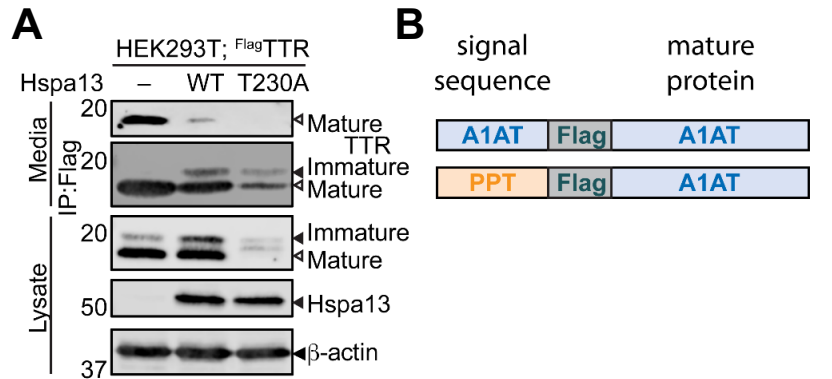 A
HEK293T; FlagTTR
Hspa13 – WT T230A
Media
IP:Flag
20
Mature
TTR
20
Immature
Mature
Lysate
20
Immature
Mature
50
Hspa13
β-actin
37
B
signal sequence
mature protein
A1AT Flag A1AT
PPT Flag A1AT